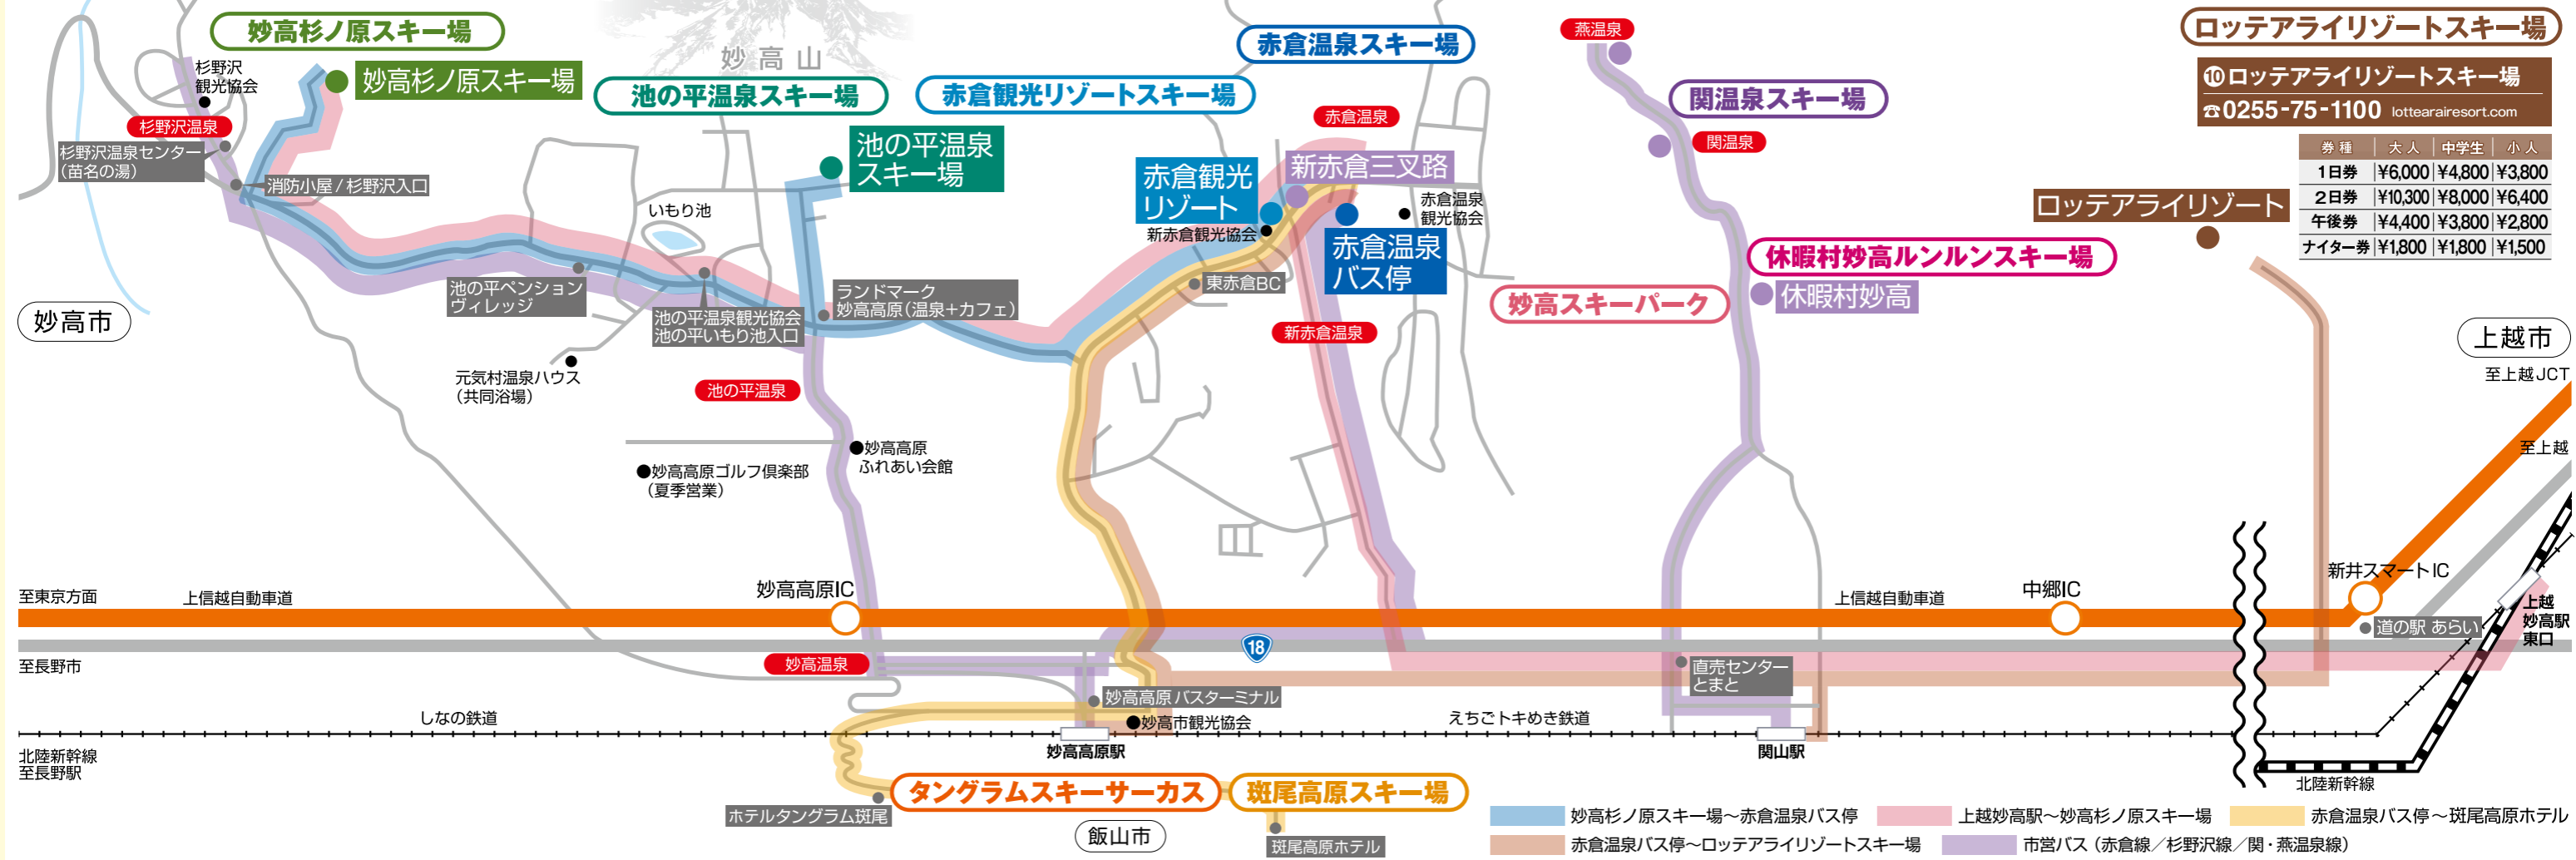 妙高杉ノ原スキー場
妙高杉ノ原スキー場
杉野沢
観光協会
杉野沢温泉
杉野沢温泉センター
(苗名の湯)
消防小屋 / 杉野沢入口
妙高市
妙高山
池の平温泉スキー場
池の平温泉
スキー場
いもり池
池の平ペンション
ヴィレッジ
池の平温泉観光協会
池の平いもり池入口
ランドマーク
妙高高原(温泉+カフェ)
元気村温泉ハウス
(共同浴場)
池の平温泉
妙高高原
ふれあい会館
妙高高原ゴルフ倶楽部
(夏季営業)
赤倉観光リゾートスキー場
赤倉観光
リゾート
新赤倉観光協会
東赤倉BC
赤倉温泉スキー場
赤倉温泉
新赤倉三叉路
赤倉温泉
観光協会
赤倉温泉
バス停
新赤倉温泉
妙高スキーパーク
燕温泉
関温泉スキー場
関温泉
休暇村妙高ルンルンスキー場
休暇村妙高
ロッテアライリゾートスキー場
⑩ロッテアライリゾートスキー場
☎0255-75-1100 lottearairesort.com
券種 大人 中学生 小人
1日券 ¥6,000 ¥4,800 ¥3,800
2日券 ¥10,300 ¥8,000 ¥6,400
午後券 ¥4,400 ¥3,800 ¥2,800
ナイター券 ¥1,800 ¥1,800 ¥1,500
ロッテアライリゾート
上越市
至上越JCT
至上越
至東京方面
上信越自動車道
妙高高原IC
上信越自動車道
中郷IC
新井スマートIC
道の駅 あらい
上越
妙高駅
東口
至長野市
妙高温泉
18
直売センター
とまと
妙高高原バスターミナル
妙高市観光協会
しなの鉄道
えちごトキめき鉄道
妙高高原駅
関山駅
北陸新幹線
至長野駅
北陸新幹線
タングラムスキーサーカス
斑尾高原スキー場
ホテルタングラム斑尾
飯山市
斑尾高原ホテル
妙高杉ノ原スキー場～赤倉温泉バス停
上越妙高駅～妙高杉ノ原スキー場
赤倉温泉バス停～斑尾高原ホテル
赤倉温泉バス停～ロッテアライリゾートスキー場
市営バス(赤倉線／杉野沢線／関・燕温泉線)